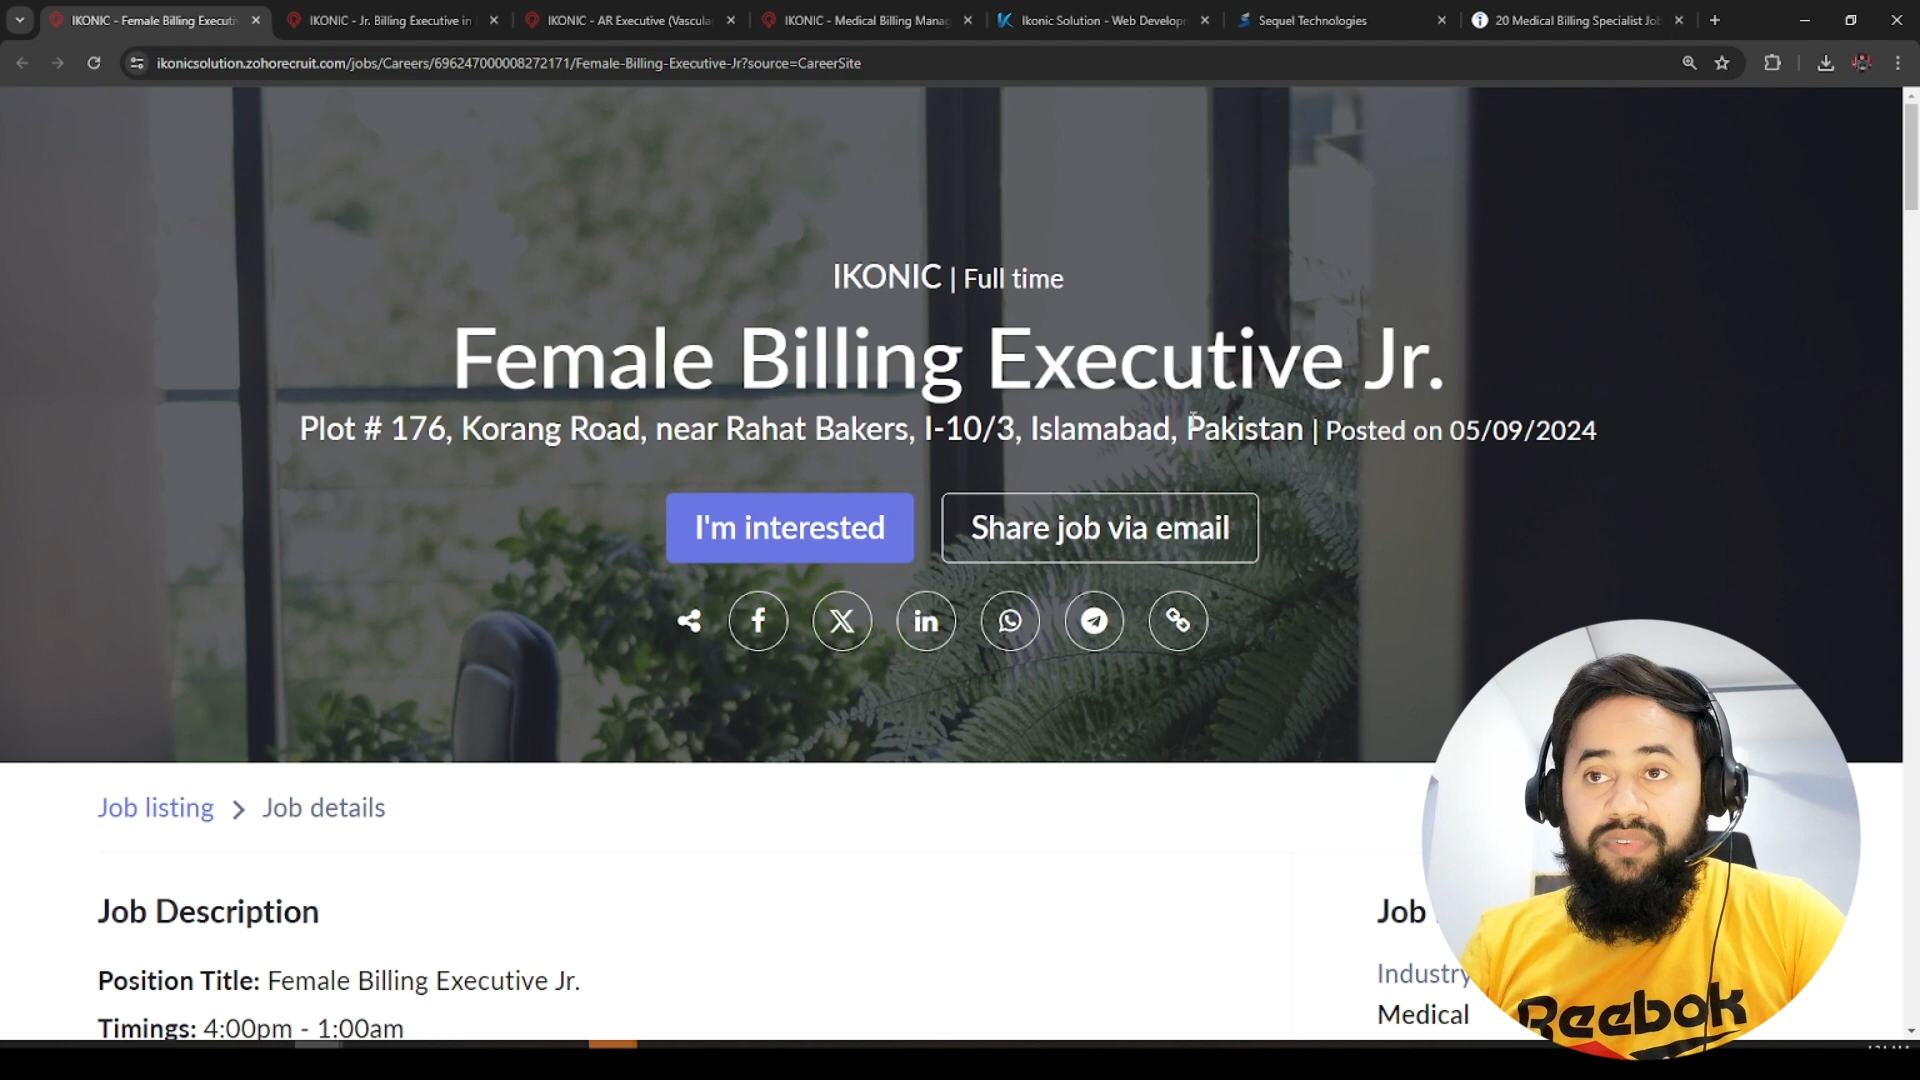 IKONIC - Female Billing Executi
IKONIC - Jr. Billing Executive in
IKONIC - AR Executive (Vascula
IKONIC - Medical Billing Manag
Ikonic Solution - Web Develop
Sequel Technologies
20 Medical Billing Specialist Jo
ikonicsolution.zohorecruit.com/jobs/Careers/696247000008272171/Female-Billing-Executive-Jr?source=CareerSite
IKONIC | Full time
Female Billing Executive Jr.
Plot # 176, Korang Road, near Rahat Bakers, I-10/3, Islamabad, Pakistan | Posted on 05/09/2024
I'm interested
Share job via email
Job listing > Job details
Job Description
Job
Position Title: Female Billing Executive Jr.
Industry
Timings: 4:00pm - 1:00am
Medical
Reebok